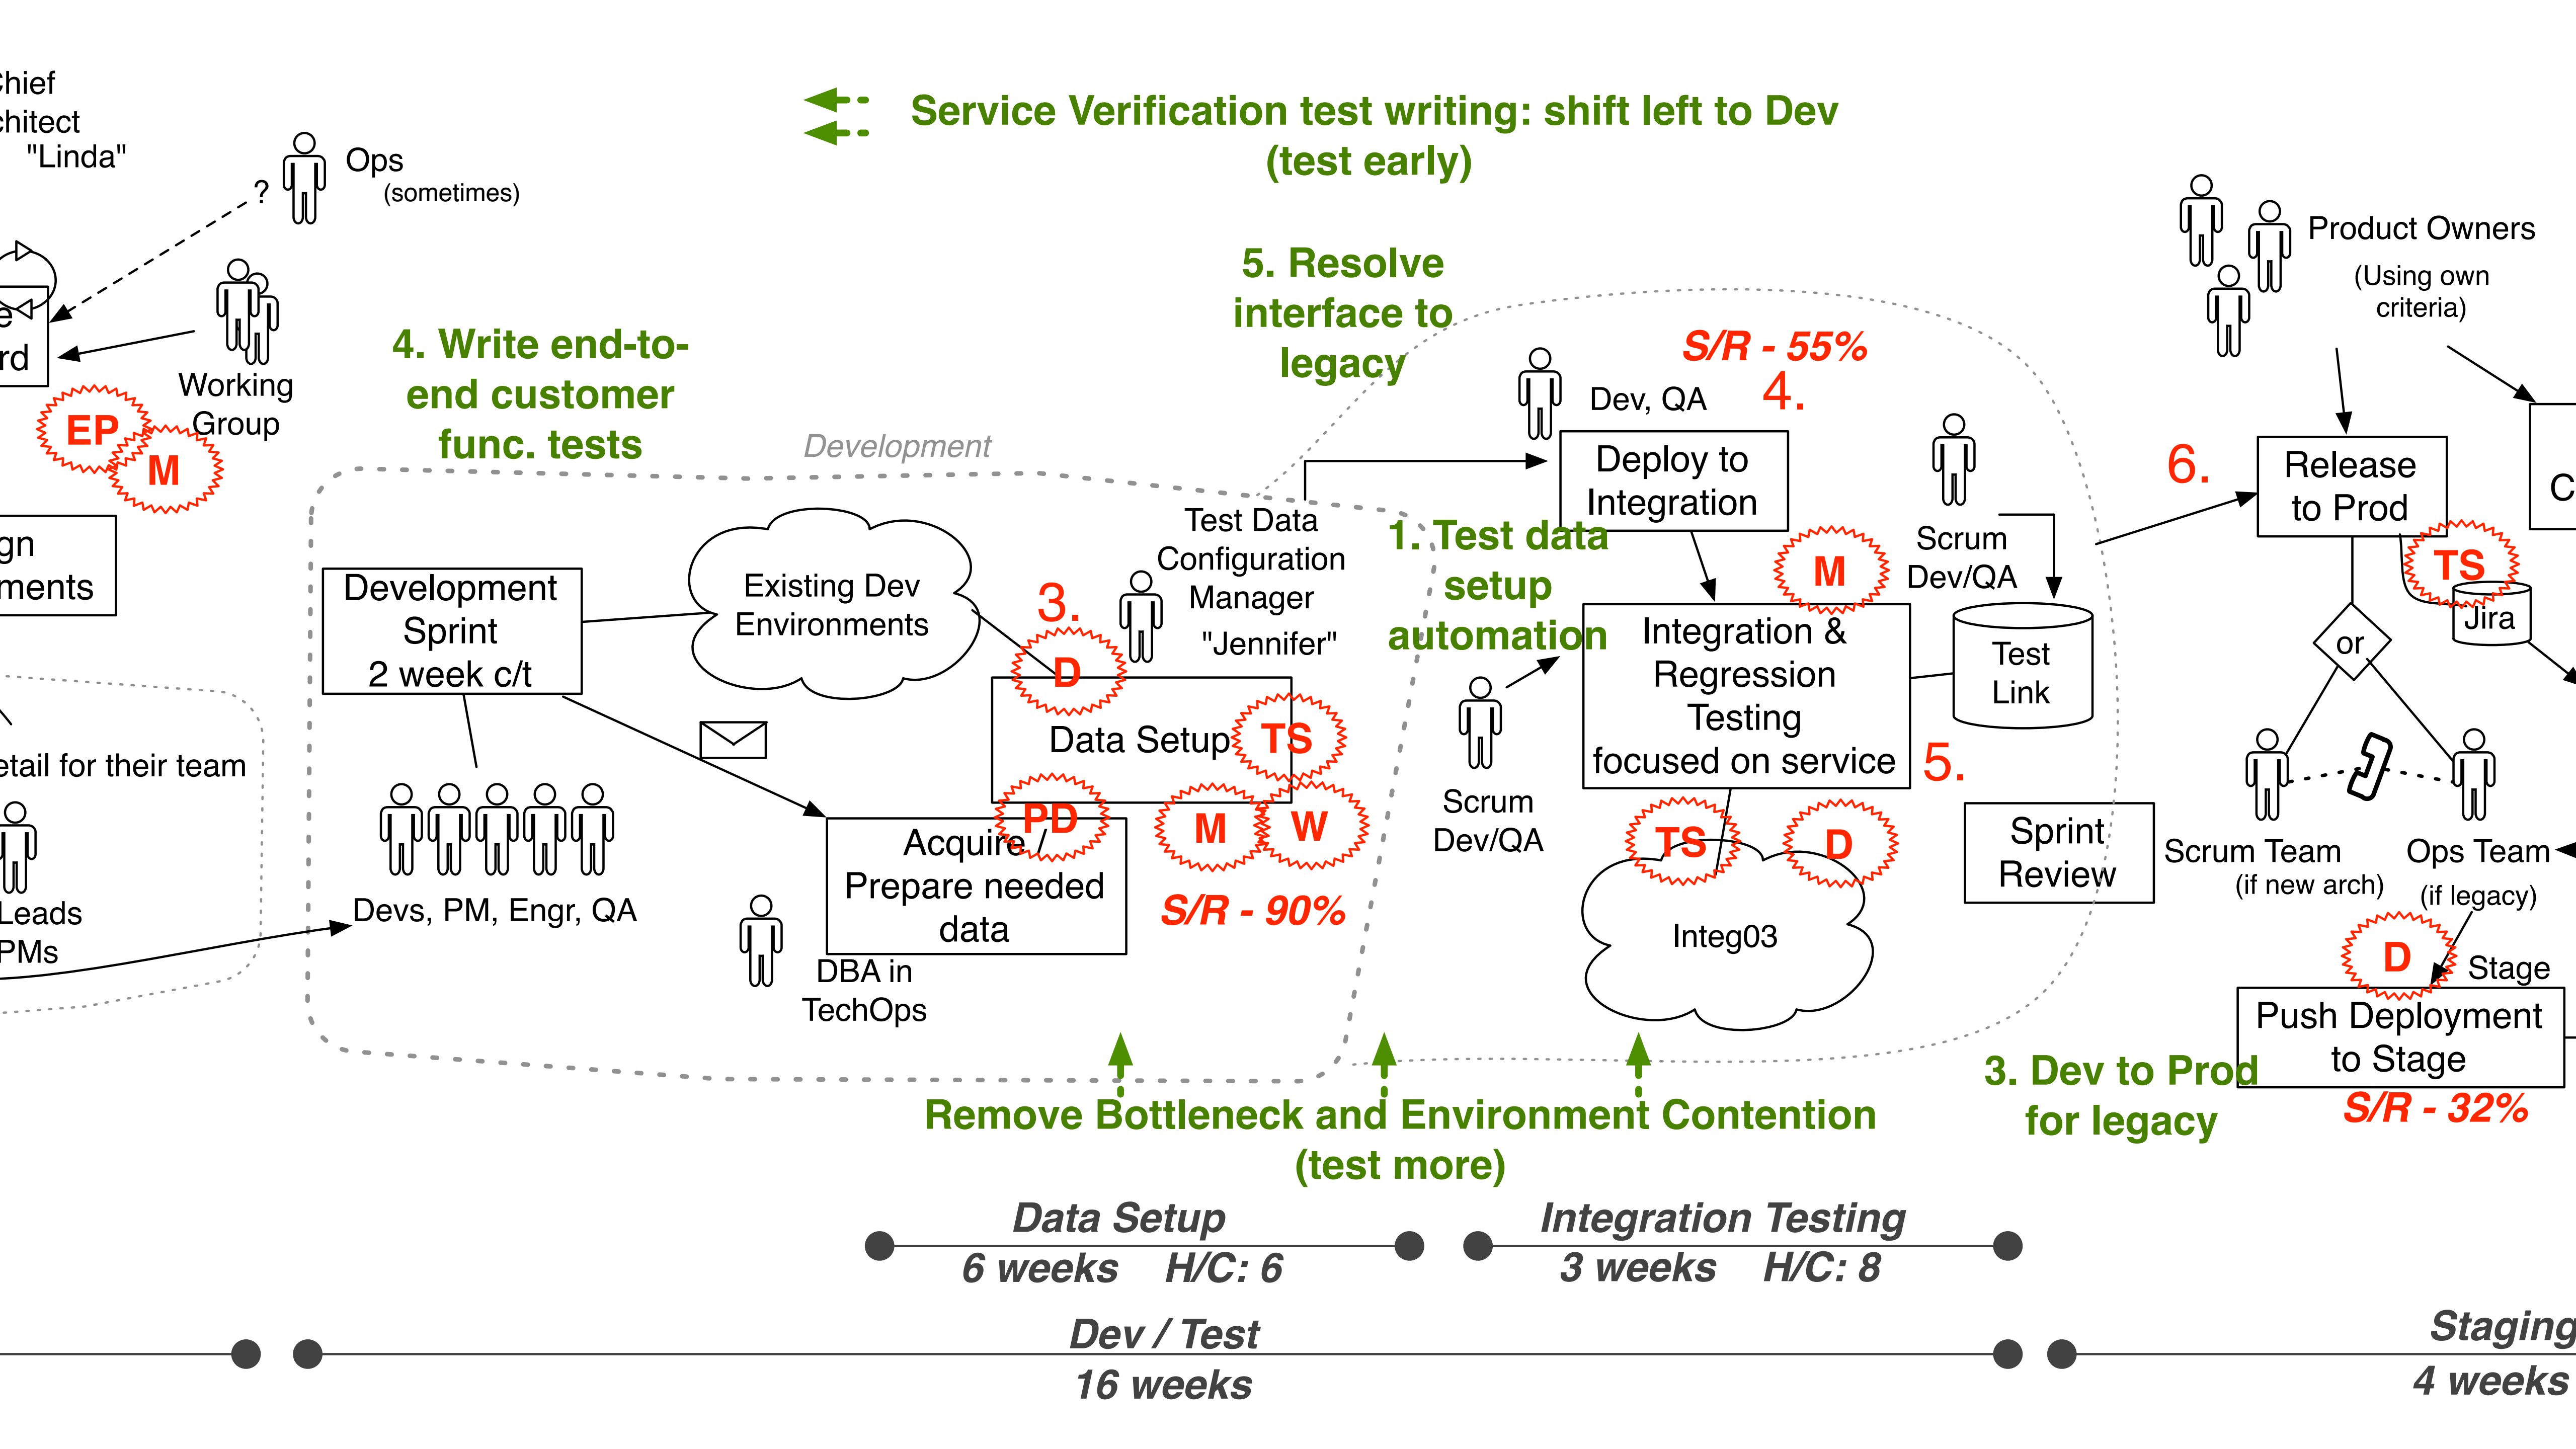 Service Verification test writing: shift left to Dev
(test early)
chitect
"Linda"
?
Ops
(sometimes)
Working
Group
EP
M
etail for their team
Leads
PMs
4. Write end-to-
end customer
func. tests
Development
Development
Sprint
2 week c/t
Existing Dev
Environments
Devs, PM, Engr, QA
3.
D
Test Data
Configuration
Manager
"Jennifer"
Data Setup
TS
PD
M
W
Acquire /
Prepare needed
data
S/R - 90%
DBA in
TechOps
5. Resolve
interface to
legacy
1. Test data
setup
automation
S/R - 55%
4.
Dev, QA
Deploy to
Integration
M
Scrum
Dev/QA
Integration &
Regression
Testing
focused on service
Test
Link
Scrum
Dev/QA
5.
TS
D
Integ03
Sprint
Review
6.
Product Owners
(Using own
criteria)
Release
to Prod
TS
Jira
or
Scrum Team
(if new arch)
Ops Team
(if legacy)
D
Stage
Push Deployment
to Stage
S/R - 32%
3. Dev to Prod
for legacy
Remove Bottleneck and Environment Contention
(test more)
Data Setup
6 weeks H/C: 6
Integration Testing
3 weeks H/C: 8
Dev / Test
16 weeks
Staging
4 weeks